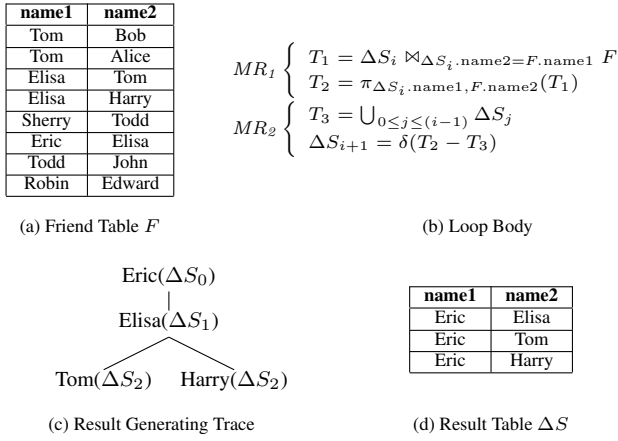 name1 name2
Tom Bob
Tom Alice
Elisa Tom
Elisa Harry
Sherry Todd
Eric Elisa
Todd John
Robin Edward
(a) Friend Table F
MR₁ { T₁ = ΔSᵢ ⋈_{ΔSᵢ.name2=F.name1} F
T₂ = π_{ΔSᵢ.name1,F.name2}(T₁)
MR₂ { T₃ = ⋃_{0≤j≤(i−1)} ΔSⱼ
ΔSᵢ₊₁ = δ(T₂ − T₃)
(b) Loop Body
Eric(ΔS₀)
Elisa(ΔS₁)
Tom(ΔS₂) Harry(ΔS₂)
(c) Result Generating Trace
name1 name2
Eric Elisa
Eric Tom
Eric Harry
(d) Result Table ΔS